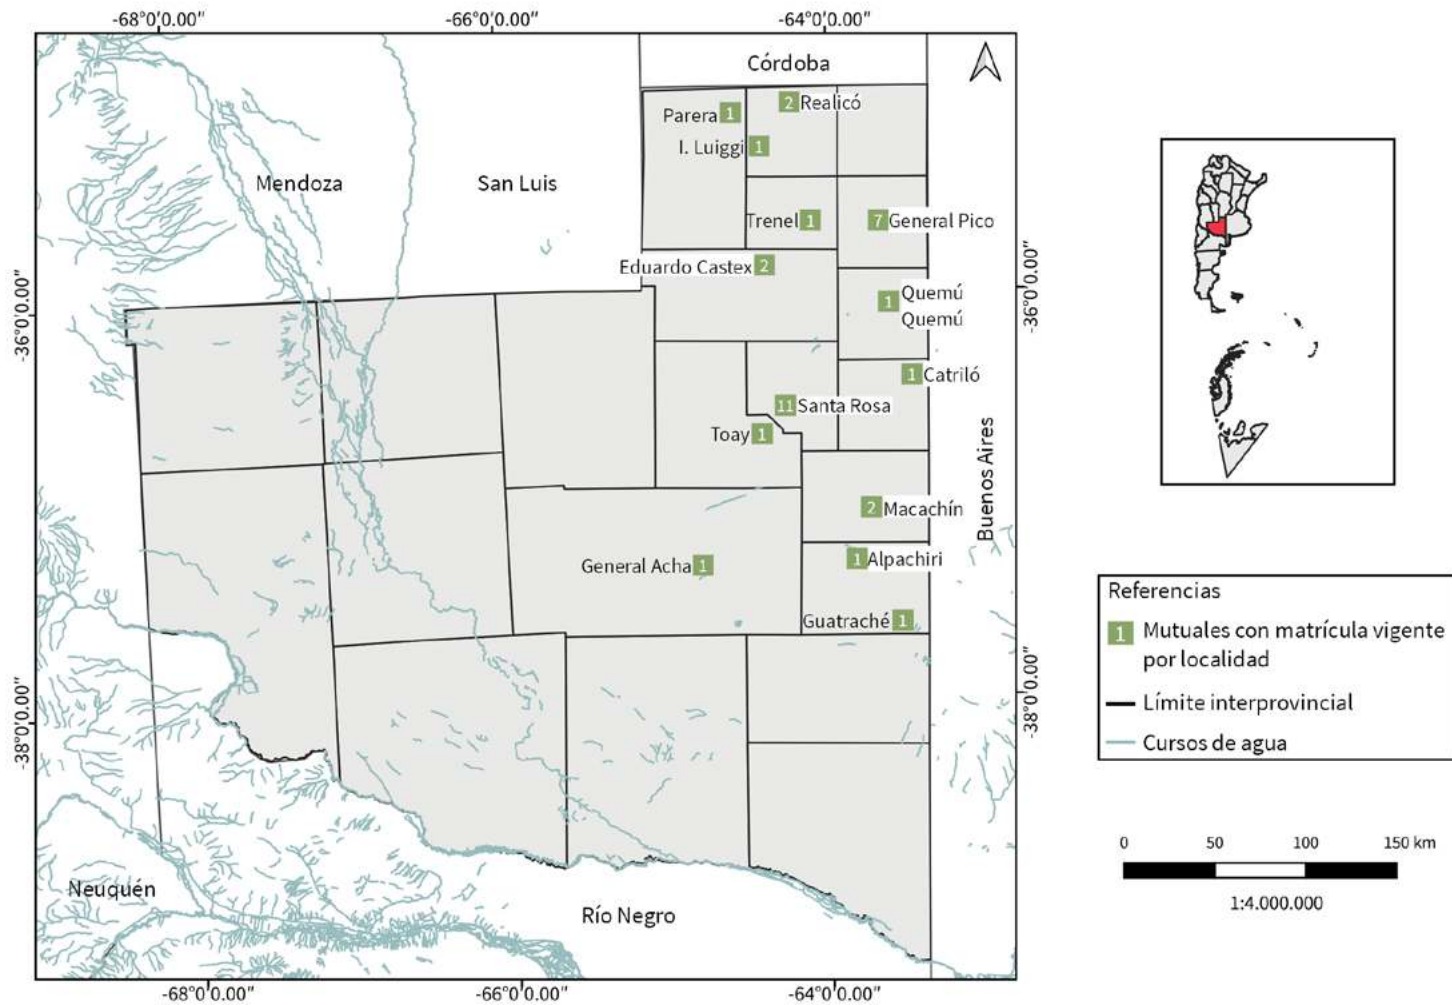 -68°0'0.00"
-66°0'0.00"
-64°0'0.00"
Córdoba
2 Realicó
Parera 1
I. Luiggi 1
Mendoza
San Luis
Trenel 1
7 General Pico
Eduardo Castex 2
1 Quemú
Quemú
-36°0'0.00"
-36°0'0.00"
1 Catriló
11 Santa Rosa
Toay 1
Buenos Aires
2 Macachín
1 Alpachiri
General Acha 1
Guatraché 1
-38°0'0.00"
-38°0'0.00"
Neuquén
Río Negro
-68°0'0.00"
-66°0'0.00"
-64°0'0.00"
Referencias
1 Mutuales con matrícula vigente
por localidad
Límite interprovincial
Cursos de agua
0 50 100 150 km
1:4.000.000